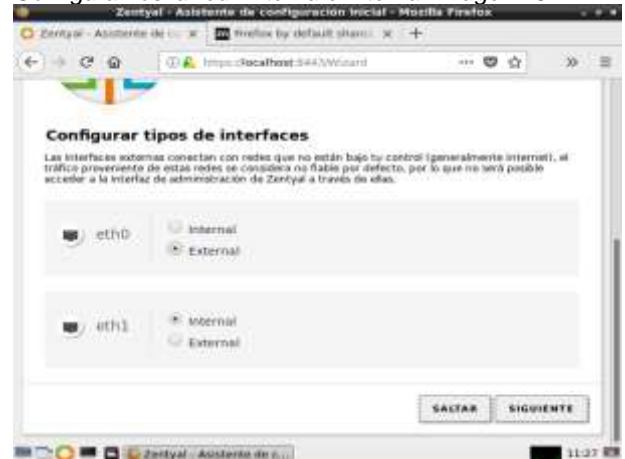 Zentyal - Asistente de configuración inicial - Mozilla Firefox
Zentyal - Asistente de
Firefox by default shares
https://localhost:8443/Wizard
Configurar tipos de interfaces
Las interfaces externas conectan con redes que no están bajo tu control (generalmente Internet), el
tráfico proveniente de estas redes se considera no fiable por defecto, por lo que no será posible
acceder a la interfaz de administración de Zentyal a través de ellas.
eth0
Internal
External
eth1
Internal
External
SALTAR
SIGUIENTE
Zentyal - Asistente de c...
11:27